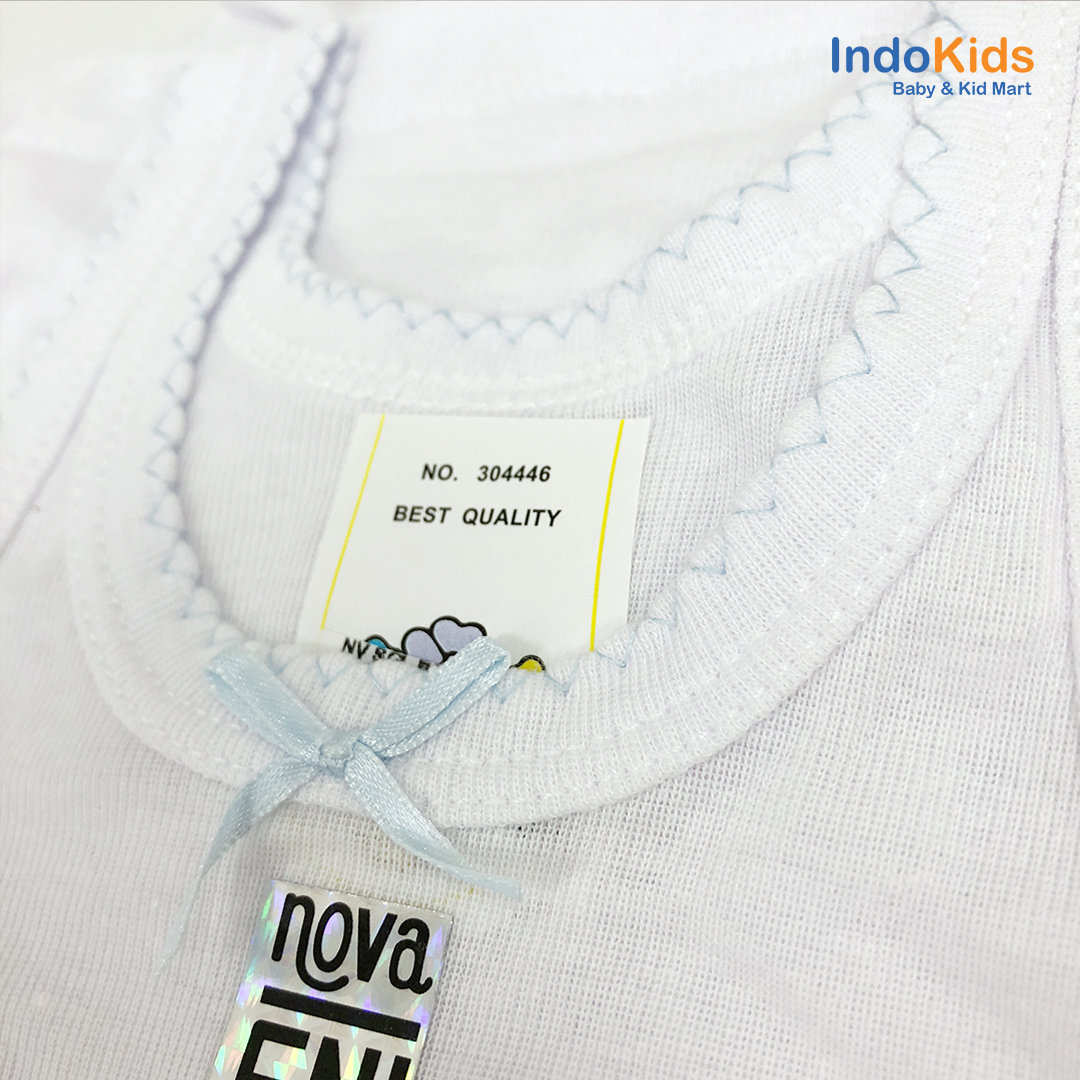 IndoKids
Baby & Kid Mart
NO. 304446
BEST QUALITY
nova